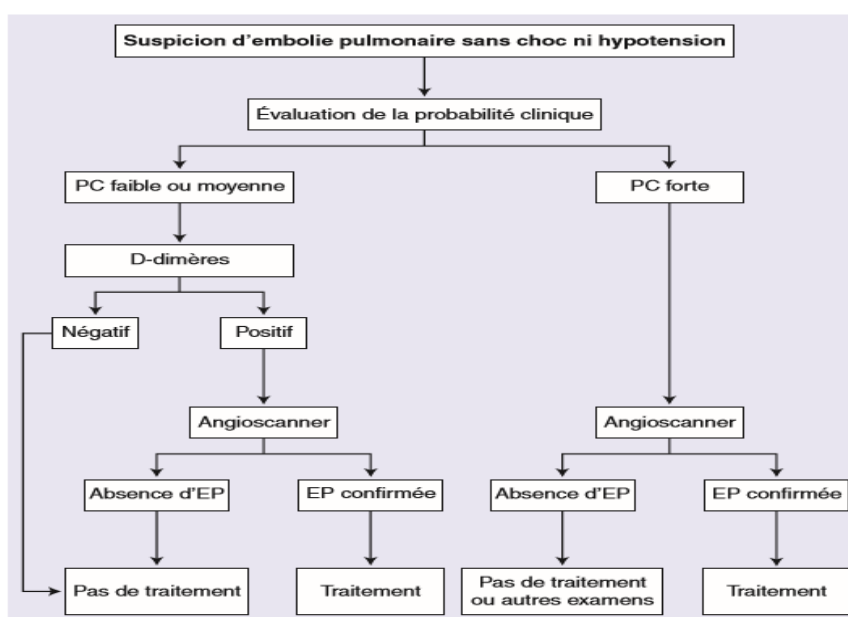 Suspicion d'embolie pulmonaire sans choc ni hypotension
Évaluation de la probabilité clinique
PC faible ou moyenne
PC forte
D-dimères
Négatif
Positif
Angioscanner
Angioscanner
Absence d'EP
EP confirmée
Absence d'EP
EP confirmée
Pas de traitement
Traitement
Pas de traitement
ou autres examens
Traitement